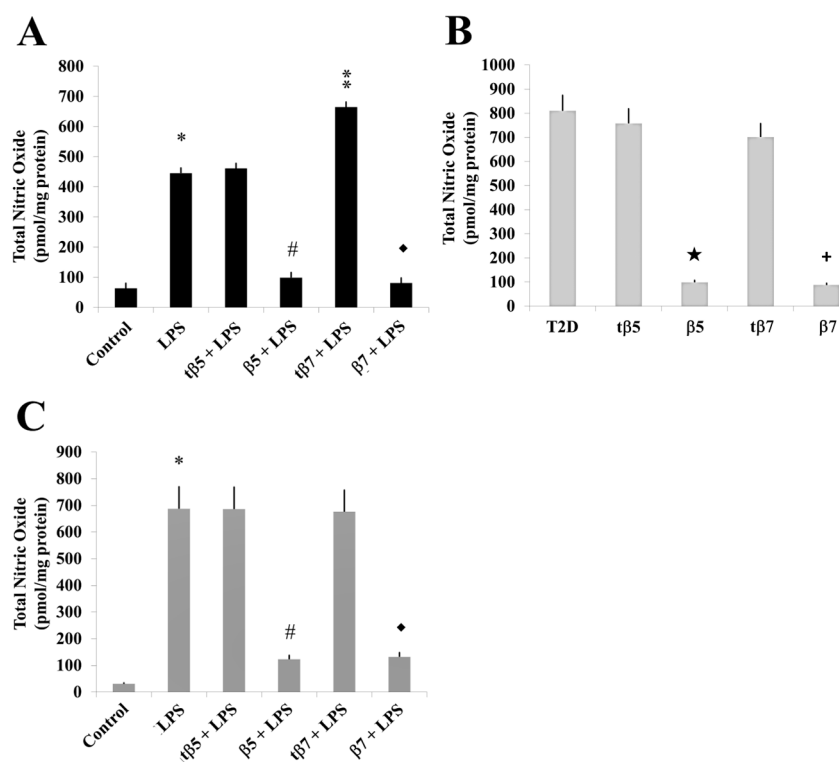 A
Total Nitric Oxide
(pmol/mg protein)
800
700
600
500
400
300
200
100
0
*
#
**
◆
Control
LPS
tβ5 + LPS
β5 + LPS
tβ7 + LPS
β7 + LPS
B
Total Nitric Oxide
(pmol/mg protein)
1000
900
800
700
600
500
400
300
200
100
0
★
+
T2D
tβ5
β5
tβ7
β7
C
Total Nitric Oxide
(pmol/mg protein)
900
800
700
600
500
400
300
200
100
0
*
#
◆
Control
LPS
tβ5 + LPS
β5 + LPS
tβ7 + LPS
β7 + LPS